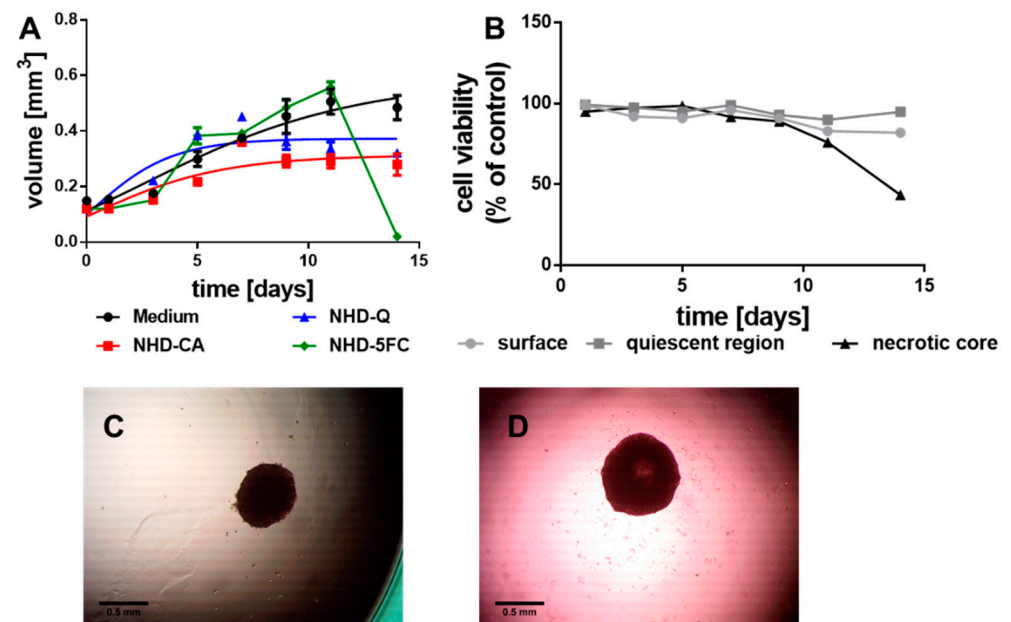 A
volume [mm³]
0.8
0.6
0.4
0.2
0.0
0
5
10
15
time [days]
Medium
NHD-Q
NHD-CA
NHD-5FC
B
cell viability
(% of control)
150
100
50
0
0
5
10
15
time [days]
surface
quiescent region
necrotic core
C
0.5 mm
D
0.5 mm